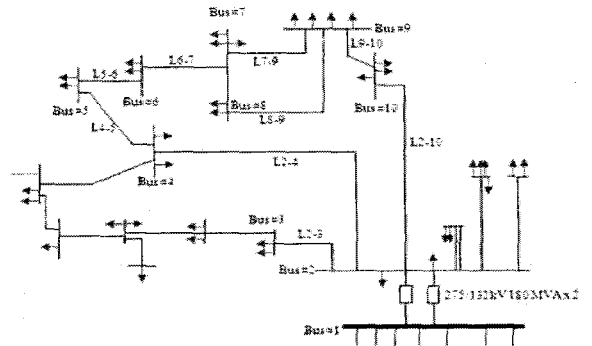 Bus=7
Bus=9
L6-7
L7-9
L9-10
L5-6
Bus=6
Bus=8
Bus=10
Bus=5
L8-9
L4-5
L2-10
L2-4
Bus=4
Bus=3
L2-3
Bus=2
275/132kV180MVAx2
Bus=1